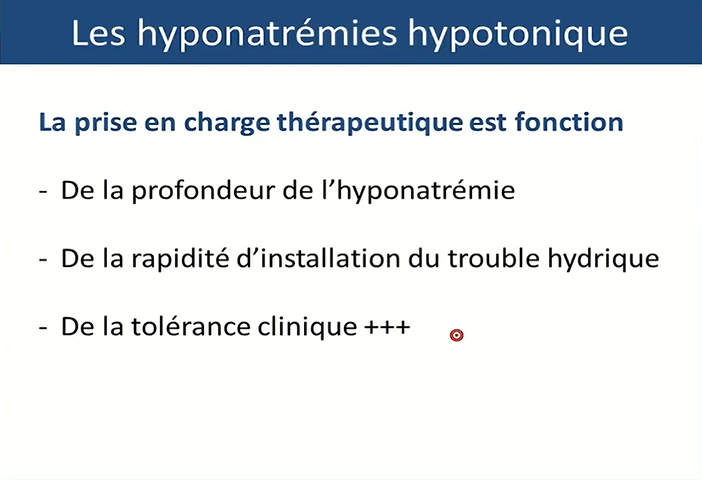 Les hyponatrémies hypotonique
La prise en charge thérapeutique est fonction
- De la profondeur de l’hyponatrémie
- De la rapidité d’installation du trouble hydrique
- De la tolérance clinique +++